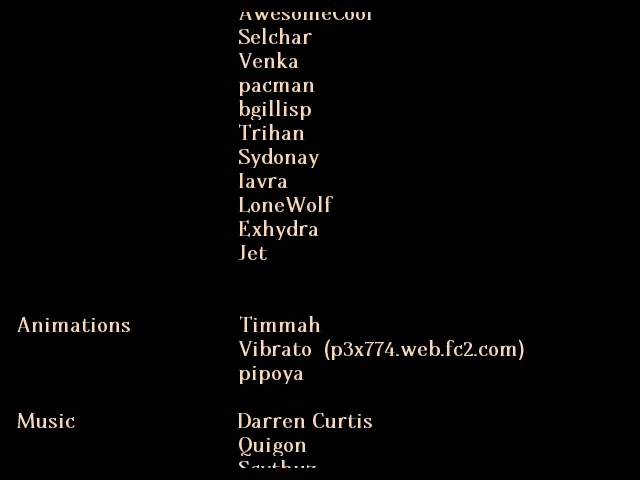 AwesomeCool
Selchar
Venka
pacman
bgillisp
Trihan
Sydonay
Iavra
LoneWolf
Exhydra
Jet
Animations Timmah
Vibrato (p3x774.web.fc2.com)
pipoya
Music Darren Curtis
Quigon